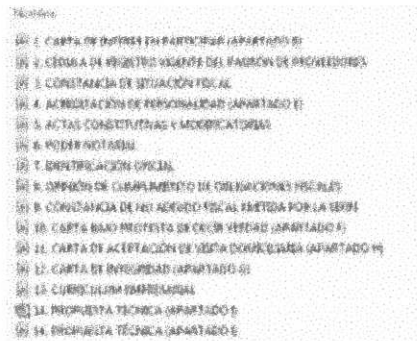 Nombre
1. CARTA DE INTERÉS EN PARTICIPAR (APARTADO B)
2. CÉDULA DE REGISTRO VIGENTE DEL PADRÓN DE PROVEEDORES
3. CONSTANCIA DE SITUACIÓN FISCAL
4. ACREDITACIÓN DE PERSONALIDAD (APARTADO E)
5. ACTAS CONSTITUTIVAS Y MODIFICATORIAS
6. PODER NOTARIAL
7. IDENTIFICACIÓN OFICIAL
8. OPINIÓN DE CUMPLIMIENTO DE OBLIGACIONES FISCALES
9. CONSTANCIA DE NO ADEUDO FISCAL EMITIDA POR LA
10. CARTA BAJO PROTESTA DE DECIR VERDAD (APARTADO F)
11. CARTA DE ACEPTACIÓN DE VISITA DOMICILIARIA (APARTADO H)
12. CARTA DE INTEGRIDAD (APARTADO G)
13. CURRICULUM EMPRESARIAL
14. PROPUESTA TÉCNICA (APARTADO I)
14. PROPUESTA TÉCNICA (APARTADO I)